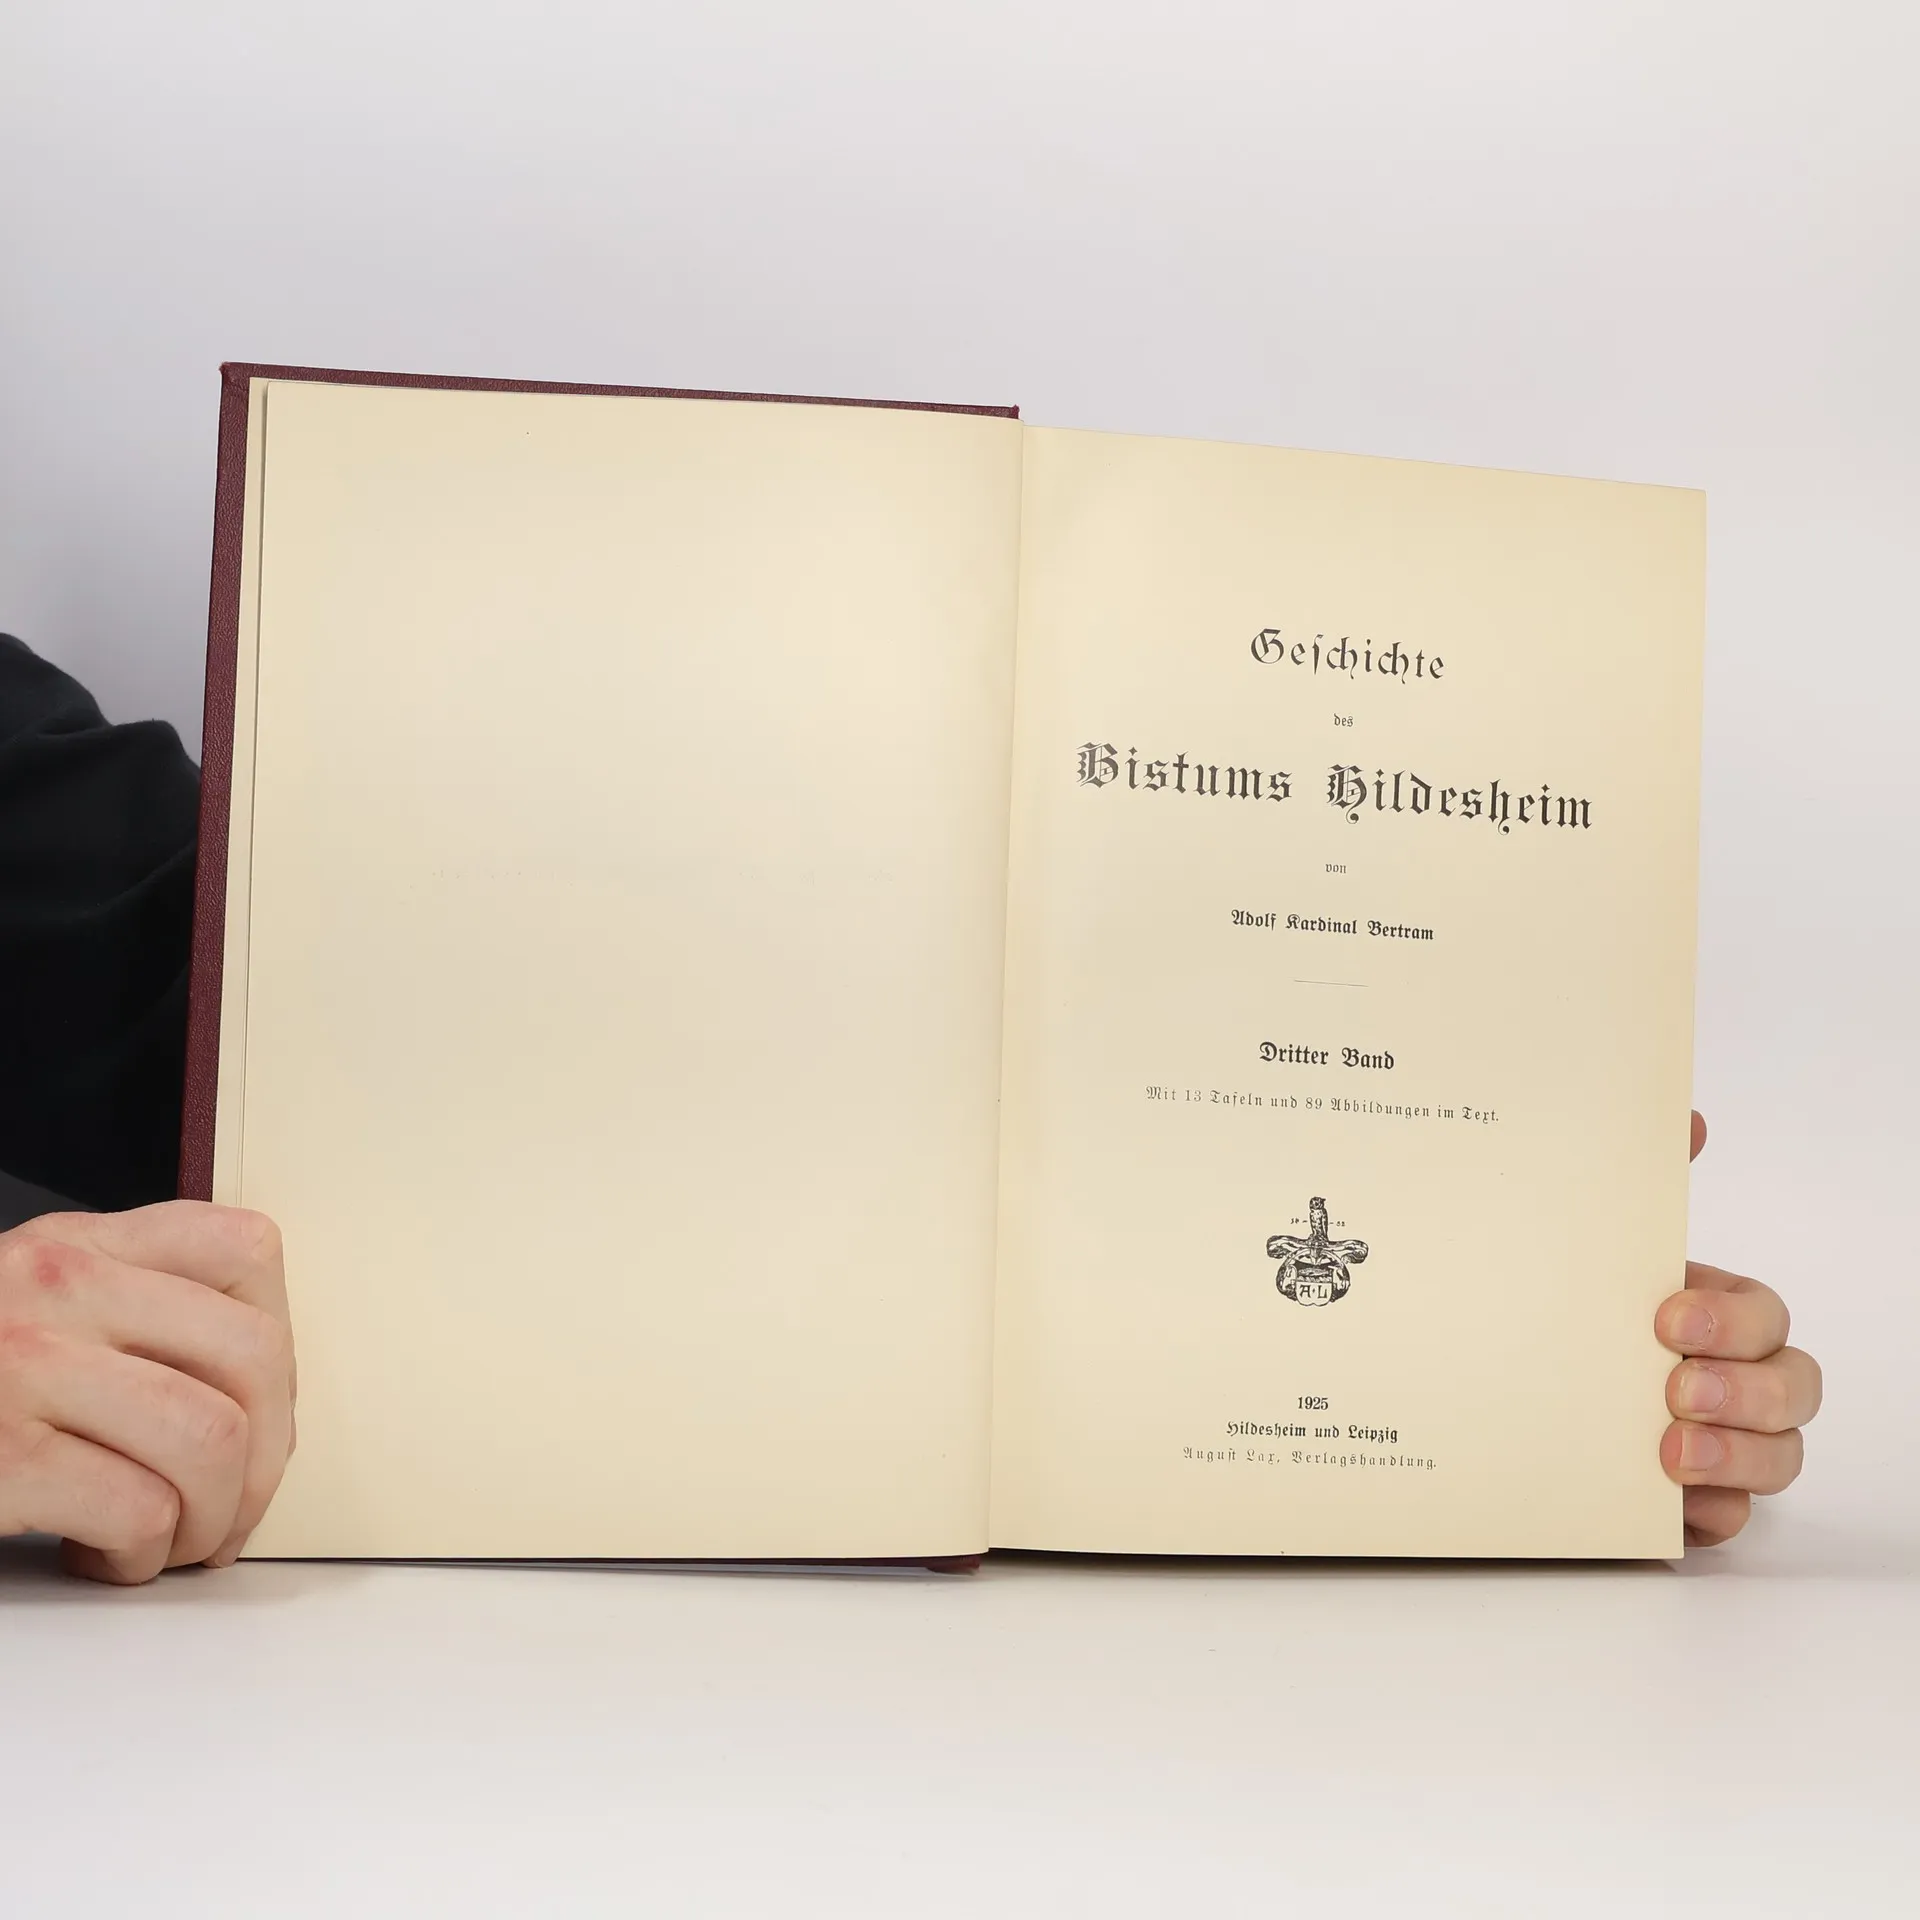 Geſchichte
des
Bistums Hildesheim
von
Adolf Kardinal Bertram
Dritter Band
Mit 13 Tafeln und 89 Abbildungen im Text.
A·L
1925
Hildesheim und Leipzig
Auguſt Lax, Verlagshandlung.